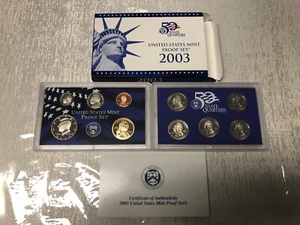 50
STATE
QUARTERS
UNITED STATES MINT
PROOF SET
2003
UNITED STATES MINT
PROOF SET
50
STATE
QUARTERS
Certificate of Authenticity
2003 United States Mint Proof Sets